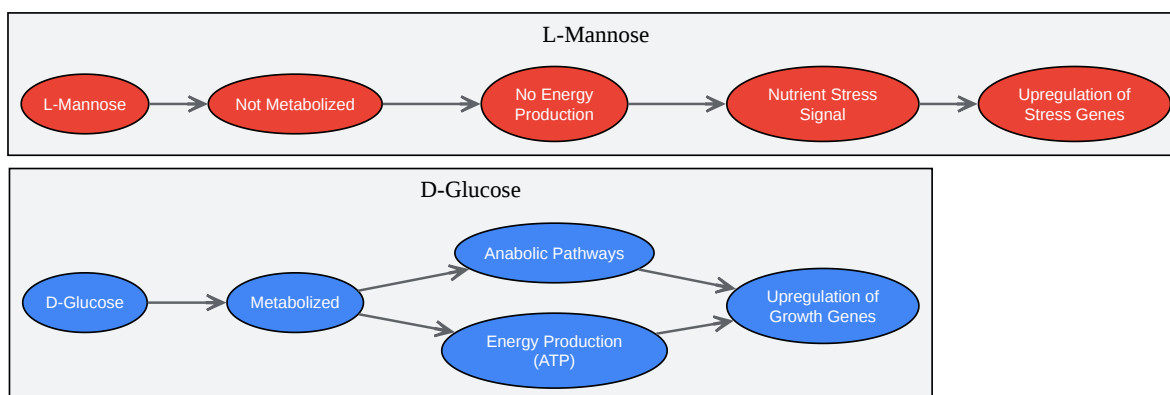 L-Mannose
L-Mannose
Not Metabolized
No Energy
Production
Nutrient Stress
Signal
Upregulation of
Stress Genes
D-Glucose
D-Glucose
Metabolized
Anabolic Pathways
Energy Production
(ATP)
Upregulation of
Growth Genes